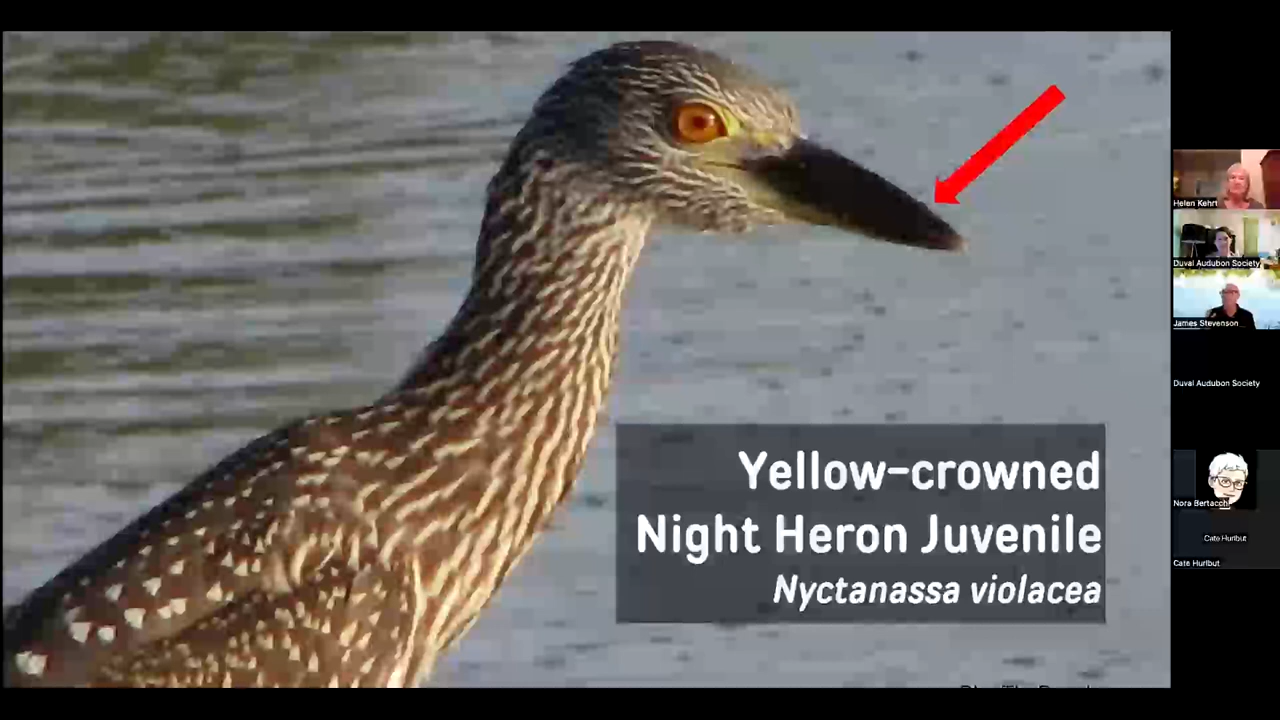 Yellow-crowned
Night Heron Juvenile
Nyctanassa violacea
Helen Kehrt
Duval Audubon Society
James Stevenson
Duval Audubon Society
Nora Bertacchi
Cate Hurlbut
Cate Hurlbut